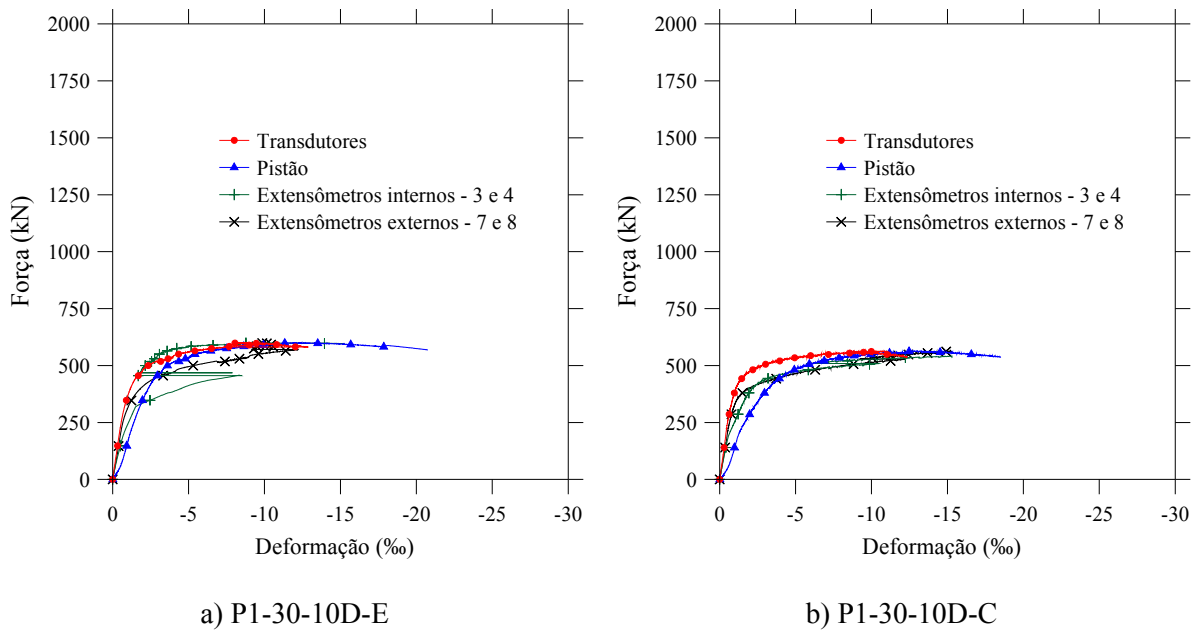 2000
1750
1500
1250
1000
750
500
250
0
Força (kN)
Transdutores
Pistão
Extensômetros internos - 3 e 4
Extensômetros externos - 7 e 8
0 -5 -10 -15 -20 -25 -30
Deformação (‰)
a) P1-30-10D-E
2000
1750
1500
1250
1000
750
500
250
0
Força (kN)
Transdutores
Pistão
Extensômetros internos - 3 e 4
Extensômetros externos - 7 e 8
0 -5 -10 -15 -20 -25 -30
Deformação (‰)
b) P1-30-10D-C